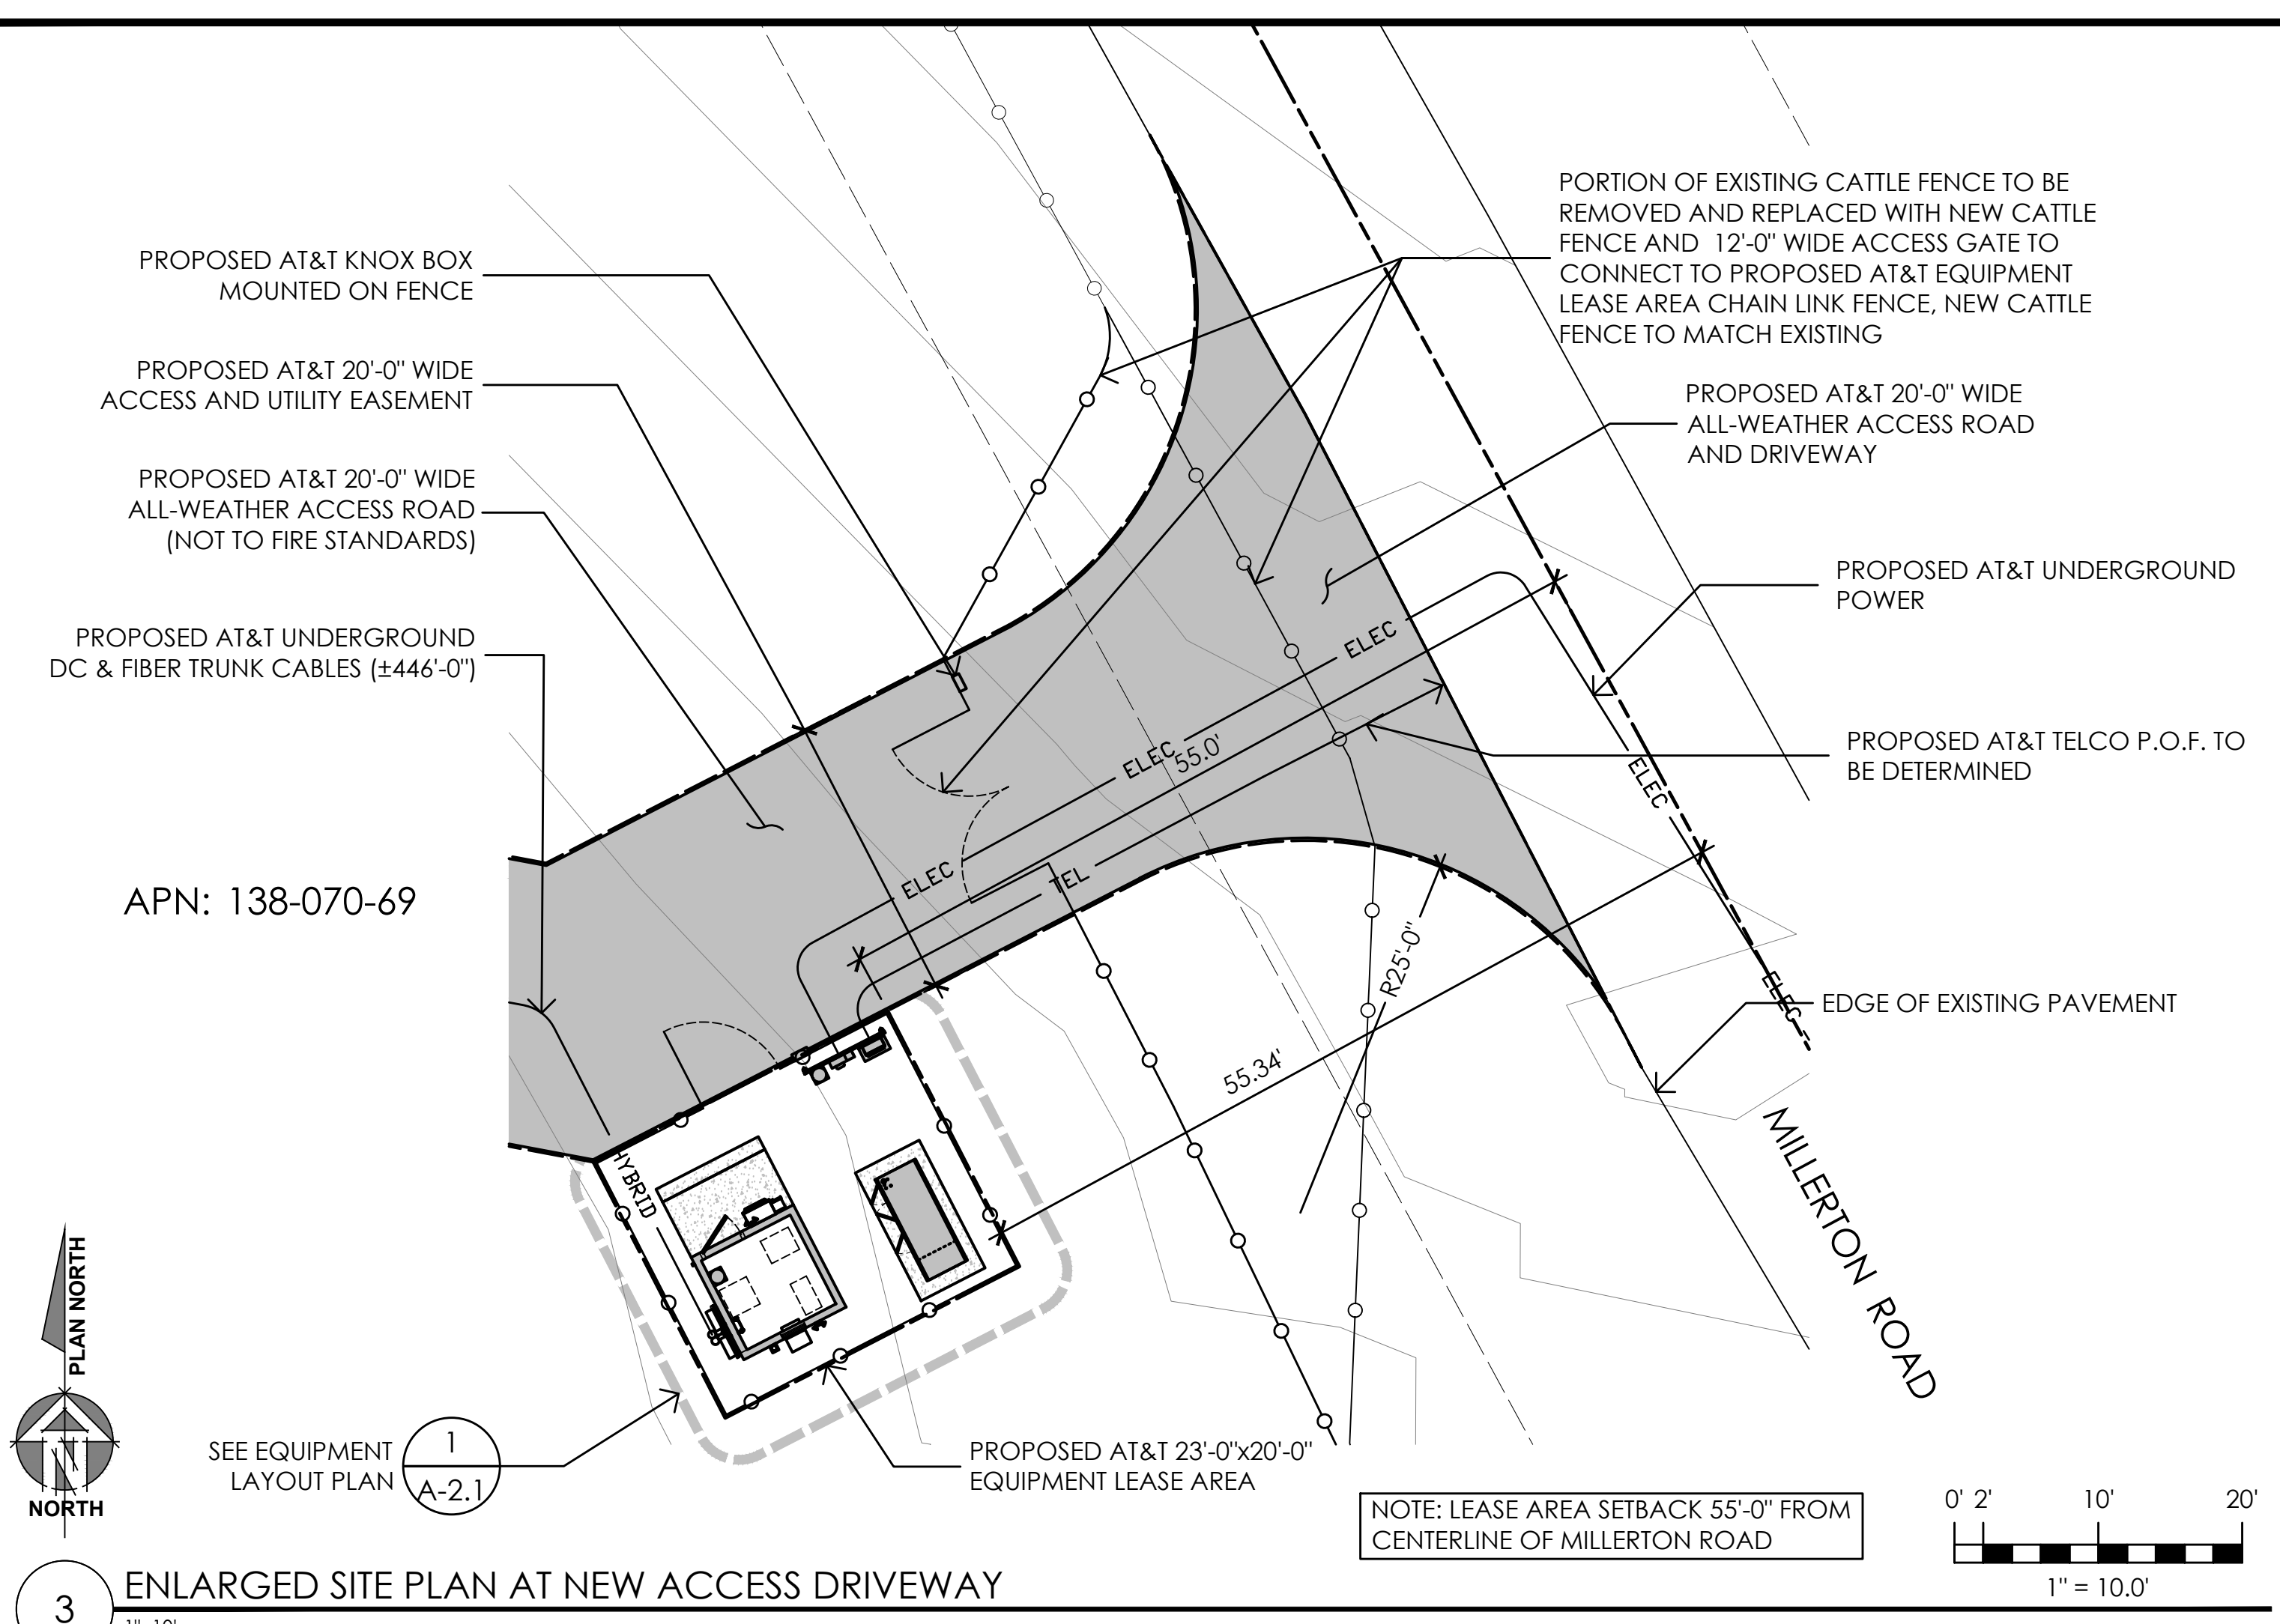 PORTION OF EXISTING CATTLE FENCE TO BE
REMOVED AND REPLACED WITH NEW CATTLE
FENCE AND 12'-0" WIDE ACCESS GATE TO
CONNECT TO PROPOSED AT&T EQUIPMENT
LEASE AREA CHAIN LINK FENCE, NEW CATTLE
FENCE TO MATCH EXISTING
PROPOSED AT&T KNOX BOX
MOUNTED ON FENCE
PROPOSED AT&T 20'-0" WIDE
ACCESS AND UTILITY EASEMENT
PROPOSED AT&T 20'-0" WIDE
ALL-WEATHER ACCESS ROAD
AND DRIVEWAY
PROPOSED AT&T 20'-0" WIDE
ALL-WEATHER ACCESS ROAD
(NOT TO FIRE STANDARDS)
PROPOSED AT&T UNDERGROUND
POWER
PROPOSED AT&T UNDERGROUND
DC & FIBER TRUNK CABLES (±446'-0")
ELEC
ELEC
55.0'
PROPOSED AT&T TELCO P.O.F. TO
BE DETERMINED
ELEC
ELEC
TEL
APN: 138-070-69
R25'-0"
ELEC
EDGE OF EXISTING PAVEMENT
55.34'
HYBRID
MILLERTON ROAD
PLAN NORTH
NORTH
SEE EQUIPMENT
LAYOUT PLAN
1
A-2.1
PROPOSED AT&T 23'-0"x20'-0"
EQUIPMENT LEASE AREA
NOTE: LEASE AREA SETBACK 55'-0" FROM
CENTERLINE OF MILLERTON ROAD
0' 2' 10' 20'
1" = 10.0'
3
ENLARGED SITE PLAN AT NEW ACCESS DRIVEWAY